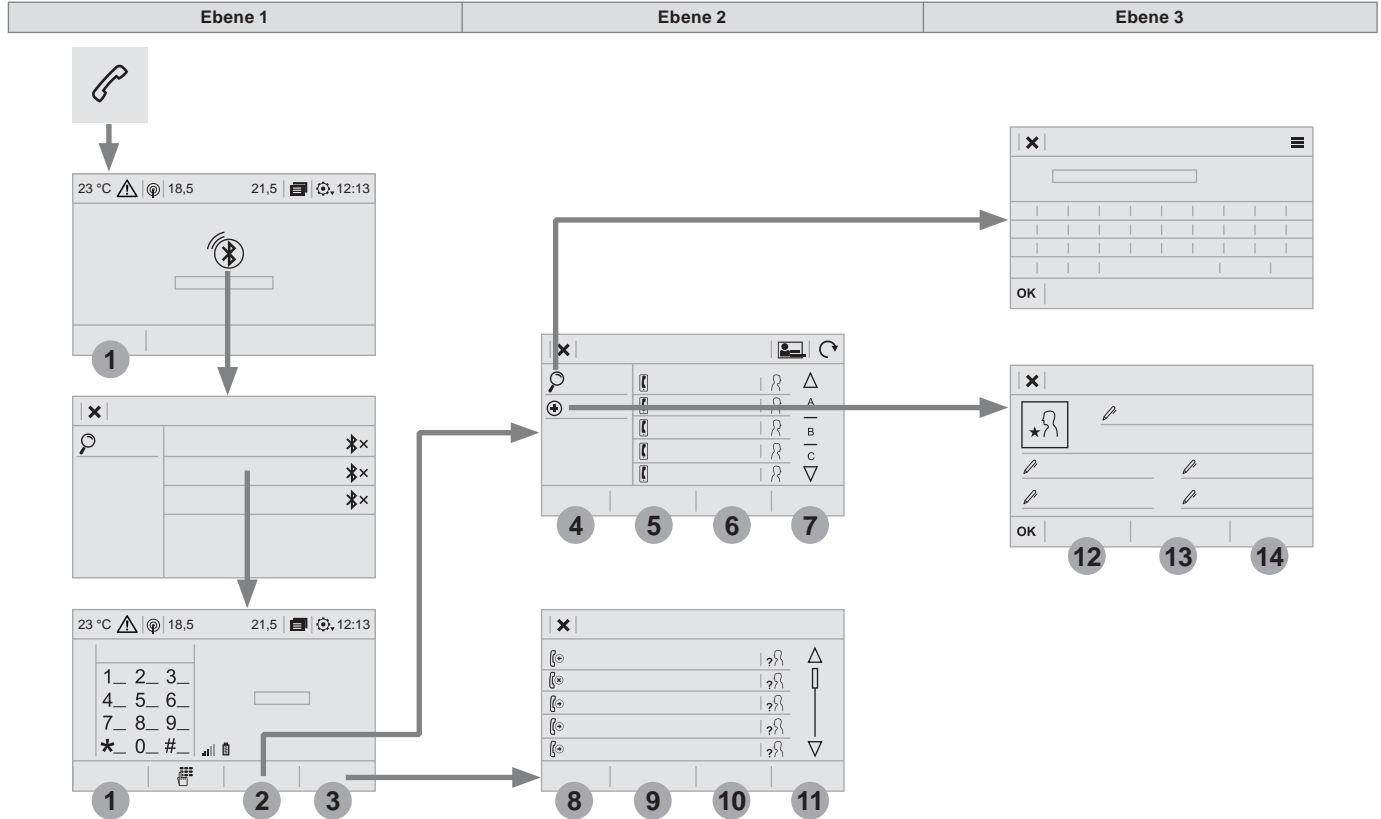 Ebene 1 Ebene 2 Ebene 3
23 °C 18,5 21,5 12:13
1
OK
A
B
C
4 5 6 7
OK
12 13 14
23 °C 18,5 21,5 12:13
1_ 2_ 3_
4_ 5_ 6_
7_ 8_ 9_
*_ 0_ #_
?
?
?
?
?
1 2 3
8 9 10 11